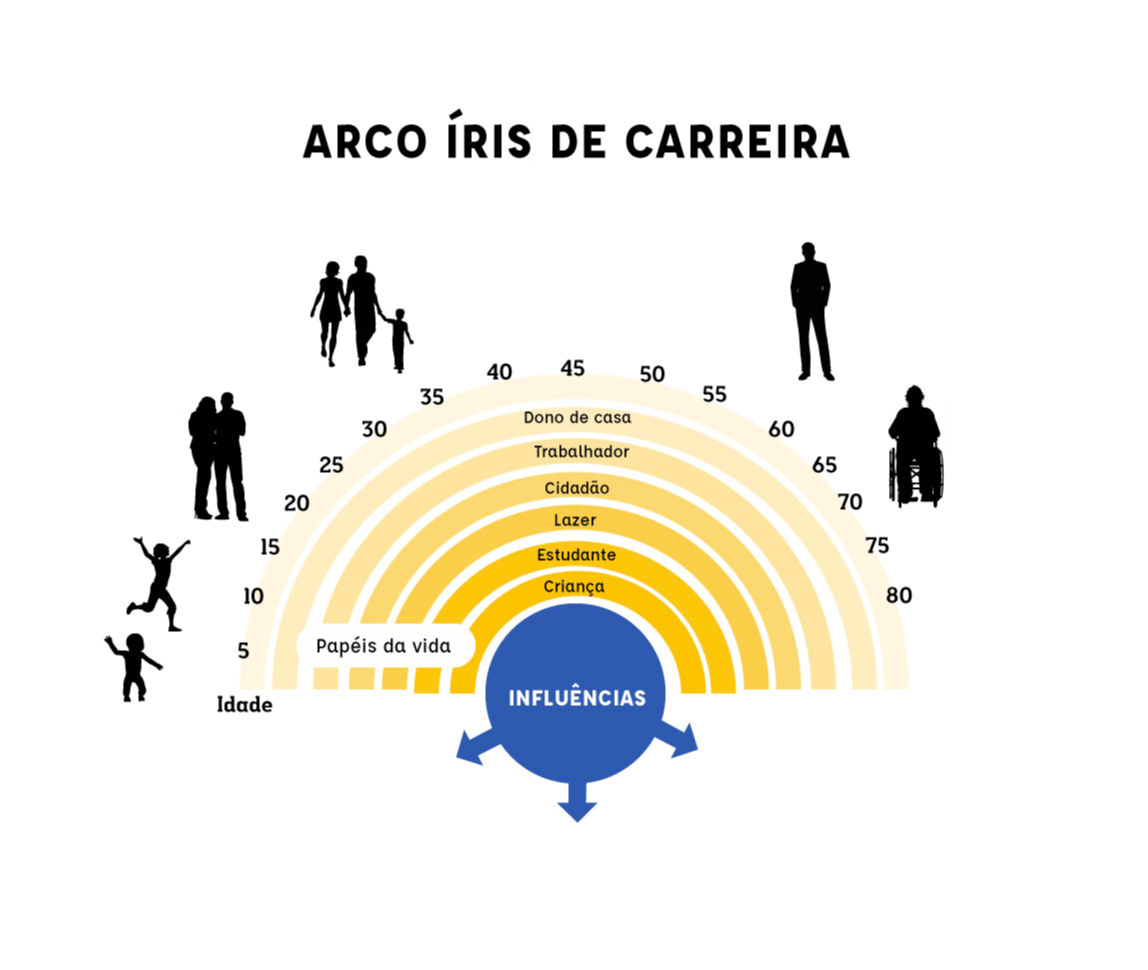 ARCO ÍRIS DE CARREIRA
40
45
50
35
55
30
60
25
65
20
70
15
75
10
80
5
Idade
Dono de casa
Trabalhador
Cidadão
Lazer
Estudante
Criança
Papéis da vida
INFLUÊNCIAS